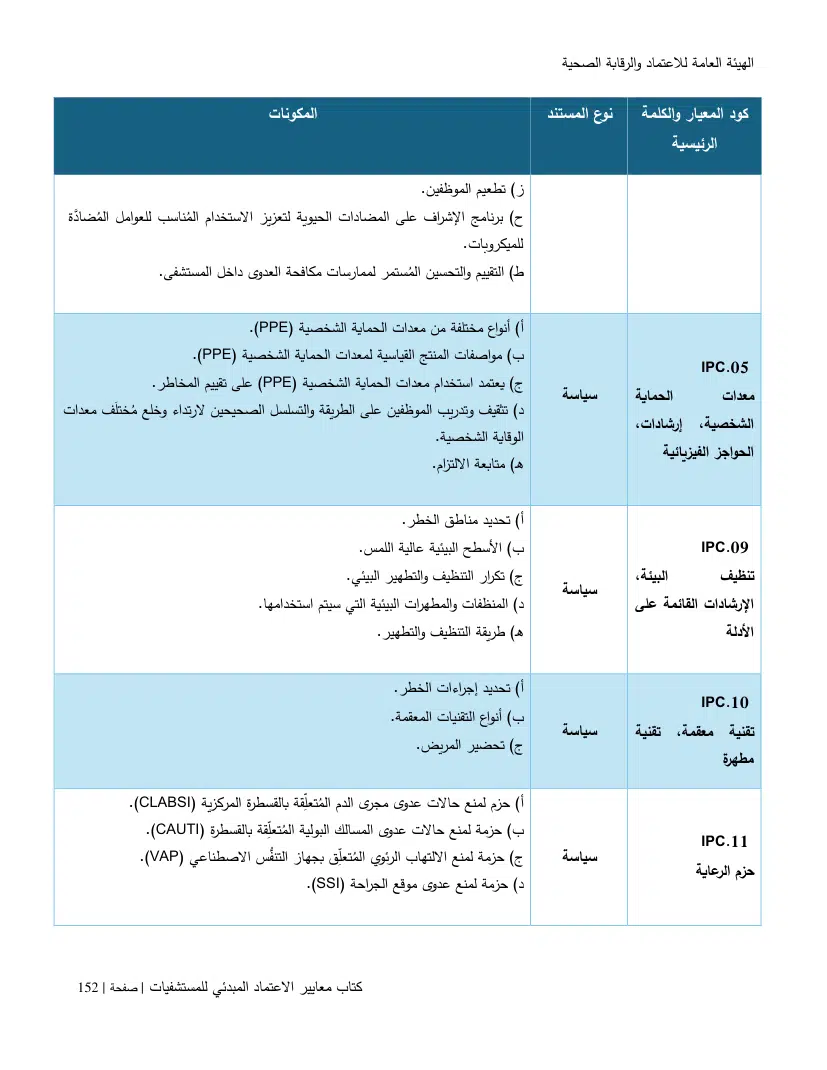 الهيئة العامة للاعتماد والرقابة الصحية
كود المعيار والكلمة
الرئيسية
نوع المستند
المكونات
ز) تطعيم الموظفين.
ح) برنامج الإشراف على المضادات الحيوية لتعزيز الاستخدام المُناسب للعوامل المُضادَّة
للميكروبات.
ط) التقييم والتحسين المُستمر لممارسات مكافحة العدوى داخل المستشفى.
IPC.05
معدات الحماية
الشخصية، إرشادات،
الحواجز الفيزيائية
سياسة
أ) أنواع مختلفة من معدات الحماية الشخصية (PPE).
ب) مواصفات المنتج القياسية لمعدات الحماية الشخصية (PPE).
ج) يعتمد استخدام معدات الحماية الشخصية (PPE) على تقييم المخاطر.
د) تثقيف وتدريب الموظفين على الطريقة والتسلسل الصحيحين لارتداء وخلع مُختلَف معدات
الوقاية الشخصية.
ه) متابعة الالتزام.
IPC.09
تنظيف البيئة،
الإرشادات القائمة على
الأدلة
سياسة
أ) تحديد مناطق الخطر.
ب) الأسطح البيئية عالية اللمس.
ج) تكرار التنظيف والتطهير البيئي.
د) المنظفات والمطهرات البيئية التي سيتم استخدامها.
ه) طريقة التنظيف والتطهير.
IPC.10
تقنية معقمة، تقنية
مطهرة
سياسة
أ) تحديد إجراءات الخطر.
ب) أنواع التقنيات المعقمة.
ج) تحضير المريض.
IPC.11
حزم الرعاية
سياسة
أ) حزم لمنع حالات عدوى مجرى الدم المُتعلِّقة بالقسطرة المركزية (CLABSI).
ب) حزمة لمنع حالات عدوى المسالك البولية المُتعلِّقة بالقسطرة (CAUTI).
ج) حزمة لمنع الالتهاب الرئوي المُتعلِّق بجهاز التنفُّس الاصطناعي (VAP).
د) حزمة لمنع عدوى موقع الجراحة (SSI).
كتاب معايير الاعتماد المبدئي للمستشفيات | صفحة | 152